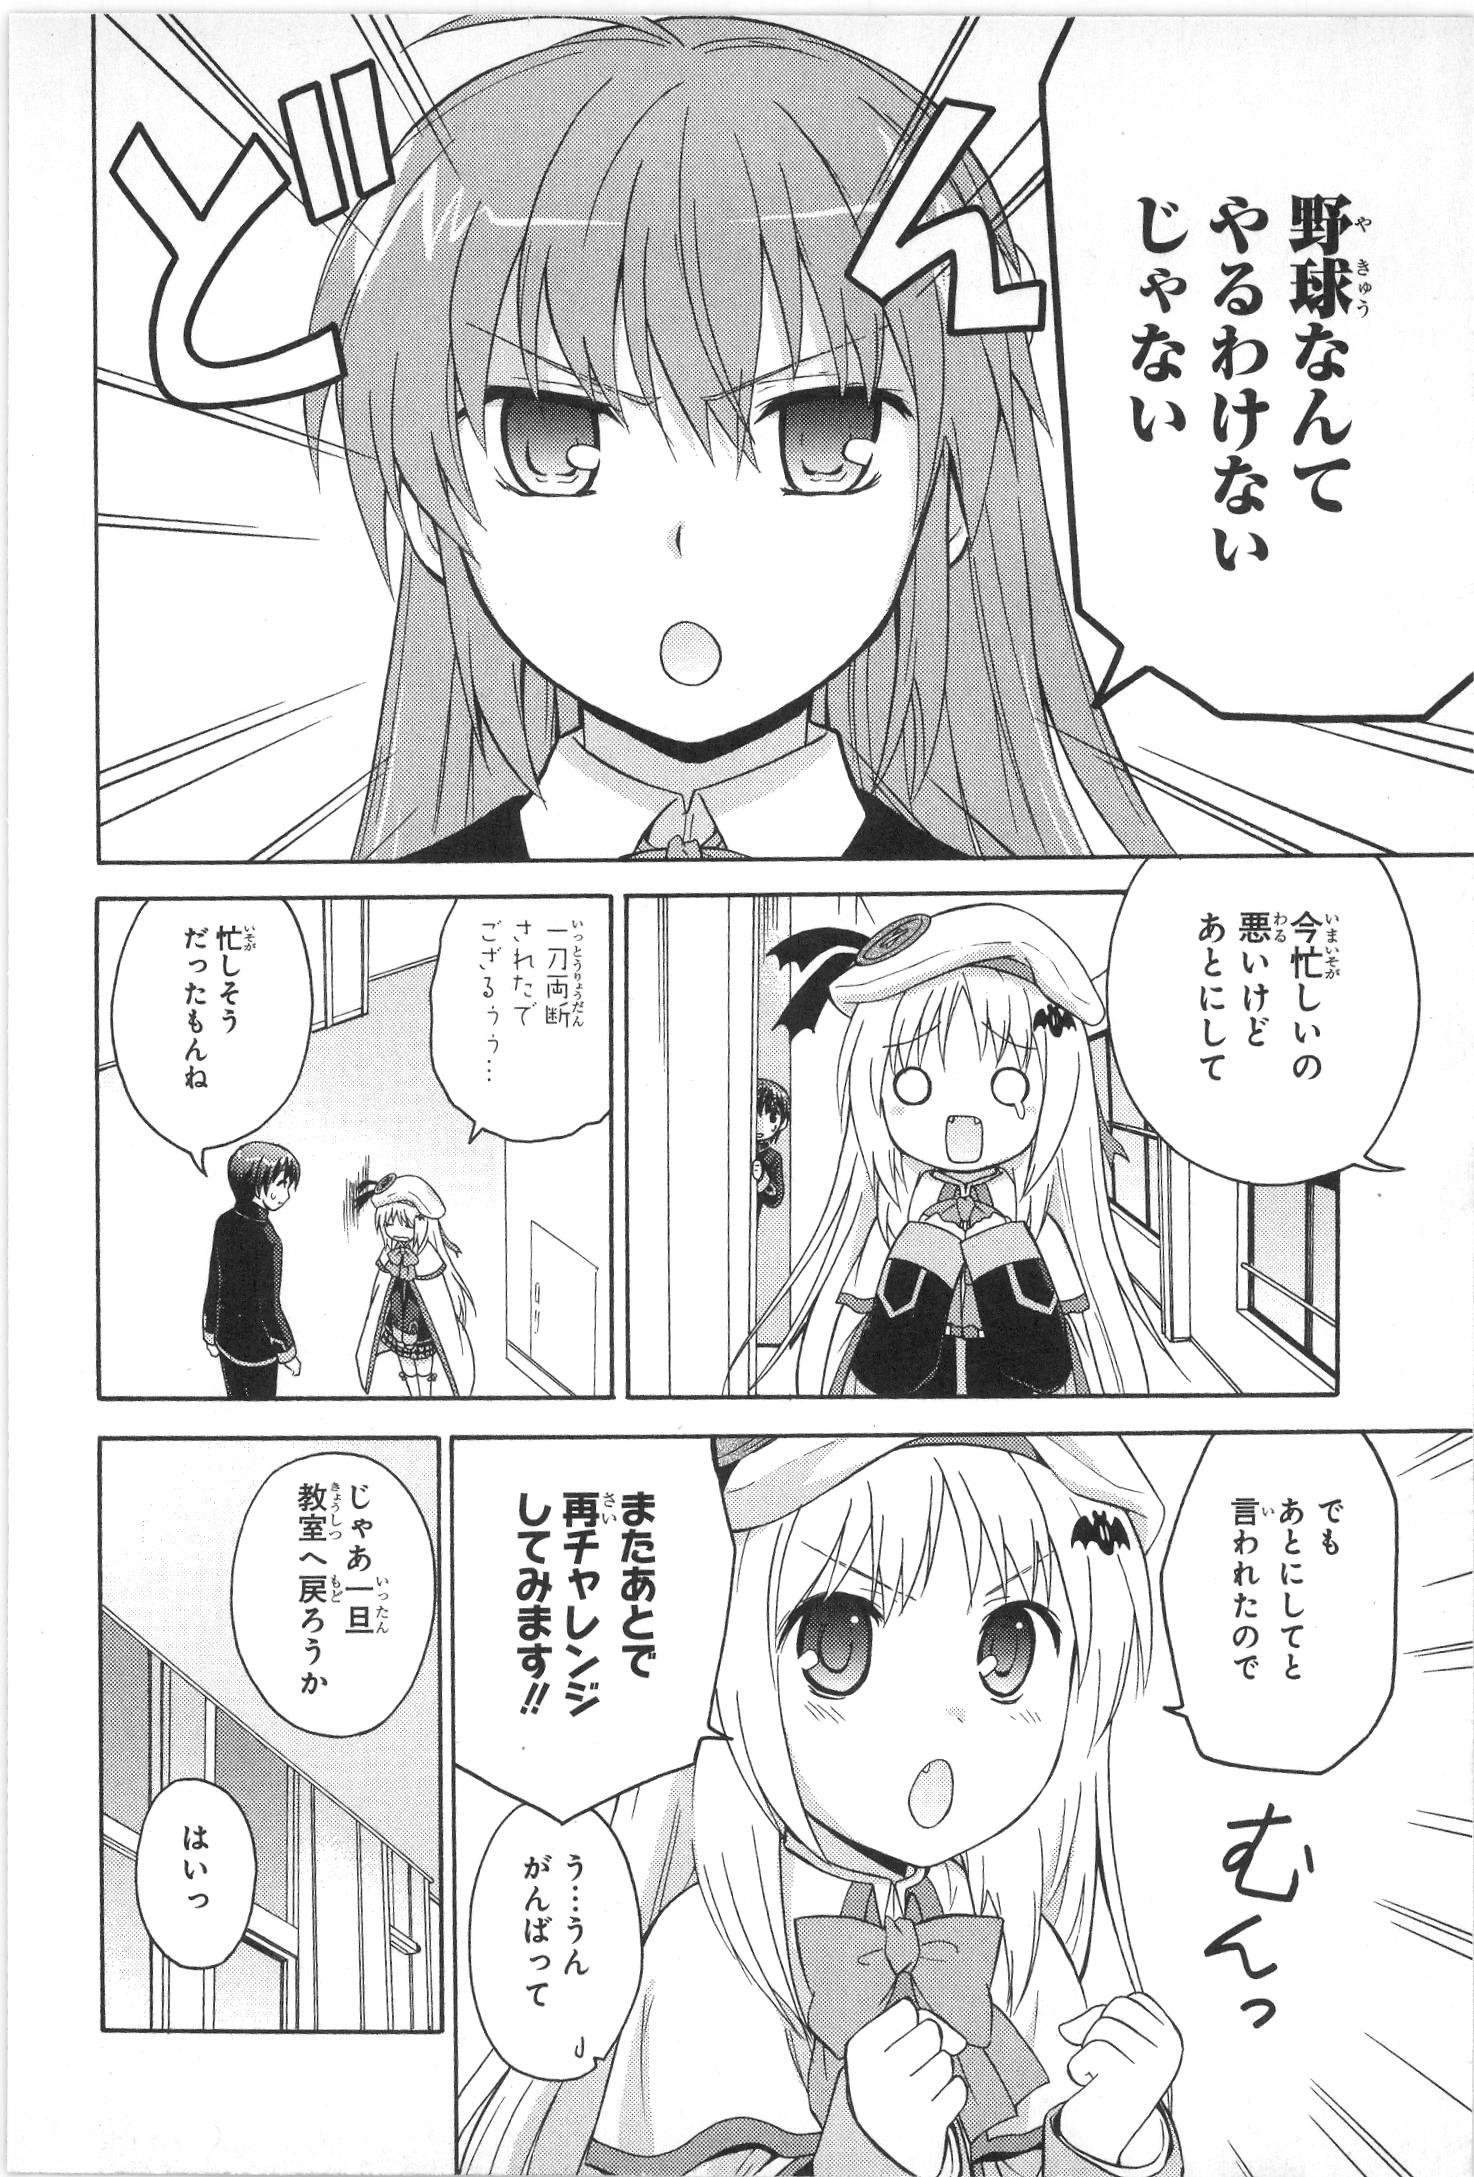 野球なんて
やるわけない
じゃない
どーん
今忙しいの
悪いけど
あとにして
一刀両断
されたで
ござるぅぅ…
忙しそう
だったもんね
でも
あとにしてと
言われたので
むんっ
またあとで
再チャレンジ
してみます!!
う…うん
がんばって
じゃあ一旦
教室へ戻ろうか
はいっ